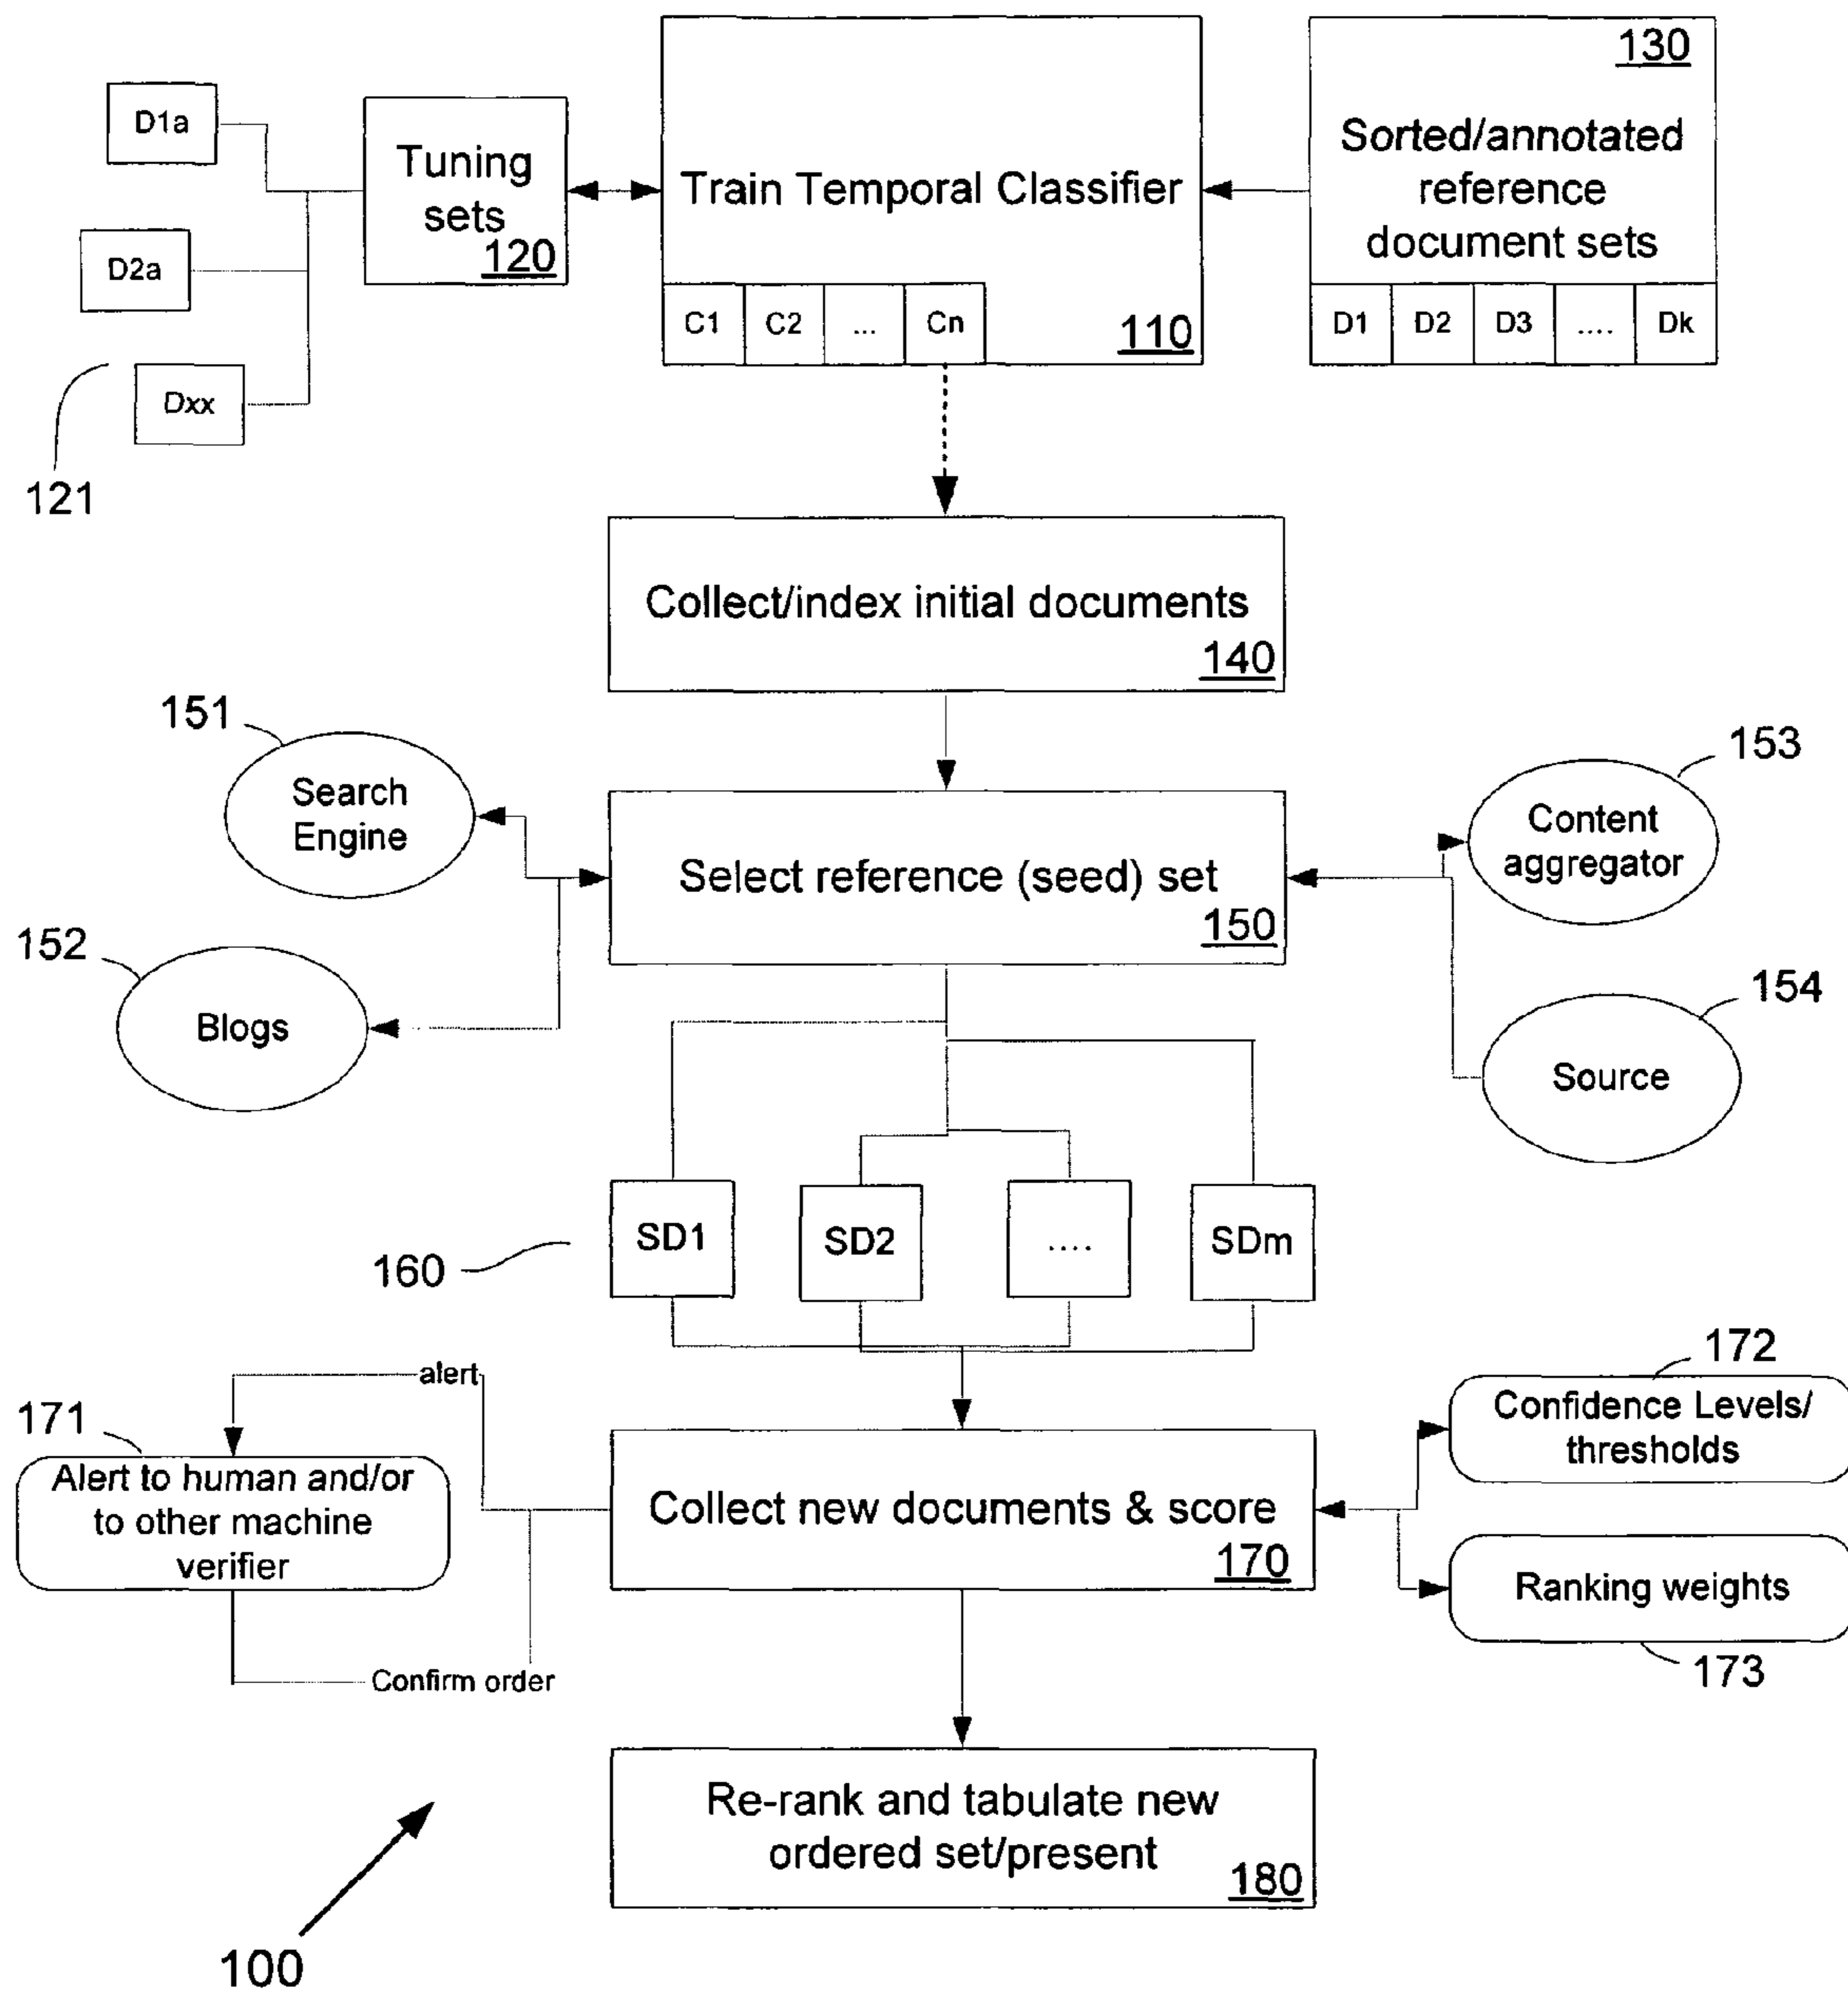 D1a
D2a
Dxx
121
Tuning
sets
120
Train Temporal Classifier
C1 C2 ... Cn
110
130
Sorted/annotated
reference
document sets
D1 D2 D3 .... Dk
Collect/index initial documents
140
151
Search
Engine
152
Blogs
Select reference (seed) set
150
153
Content
aggregator
154
Source
160
SD1 SD2 .... SDm
alert
171
Alert to human and/or
to other machine
verifier
Confirm order
Collect new documents & score
170
172
Confidence Levels/
thresholds
Ranking weights
173
Re-rank and tabulate new
ordered set/present
180
100